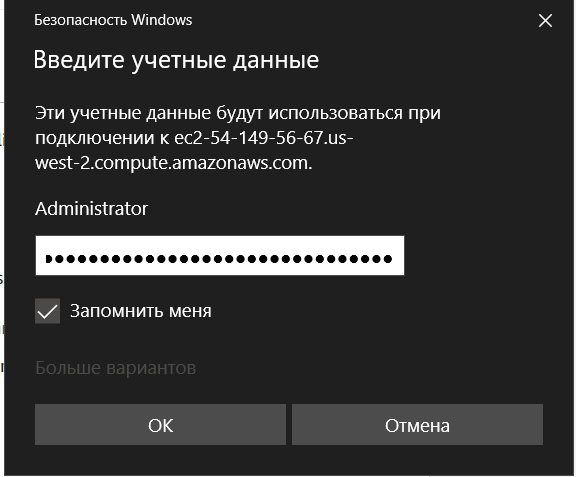 Безопасность Windows
Введите учетные данные
Эти учетные данные будут использоваться при
подключении к ec2-54-149-56-67.us-
west-2.compute.amazonaws.com.
Administrator
Запомнить меня
Больше вариантов
OK
Отмена